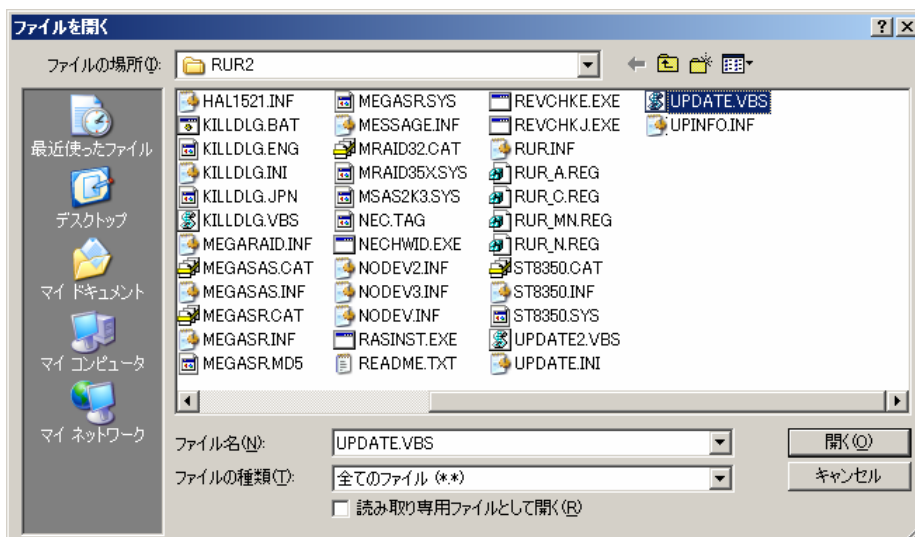 ファイルを開く
ファイルの場所(I):
RUR2
最近使ったファイル
デスクトップ
マイ ドキュメント
マイ コンピュータ
マイ ネットワーク
HAL1521.INF
KILLDLG.BAT
KILLDLG.ENG
KILLDLG.INI
KILLDLG.JPN
KILLDLG.VBS
MEGARAID.INF
MEGASAS.CAT
MEGASAS.INF
MEGASR.CAT
MEGASR.INF
MEGASR.MD5
MEGASR.SYS
MESSAGE.INF
MRAID32.CAT
MRAID35X.SYS
MSAS2K3.SYS
NEC.TAG
NECHWID.EXE
NODEV2.INF
NODEV3.INF
NODEV.INF
RASINST.EXE
README.TXT
REVCHKE.EXE
REVCHKJ.EXE
RUR.INF
RUR_A.REG
RUR_C.REG
RUR_MN.REG
RUR_N.REG
ST8350.CAT
ST8350.INF
ST8350.SYS
UPDATE2.VBS
UPDATE.INI
UPDATE.VBS
UPINFO.INF
ファイル名(N):
UPDATE.VBS
開く(O)
ファイルの種類(T):
全てのファイル (*.*)
キャンセル
読み取り専用ファイルとして開く(R)